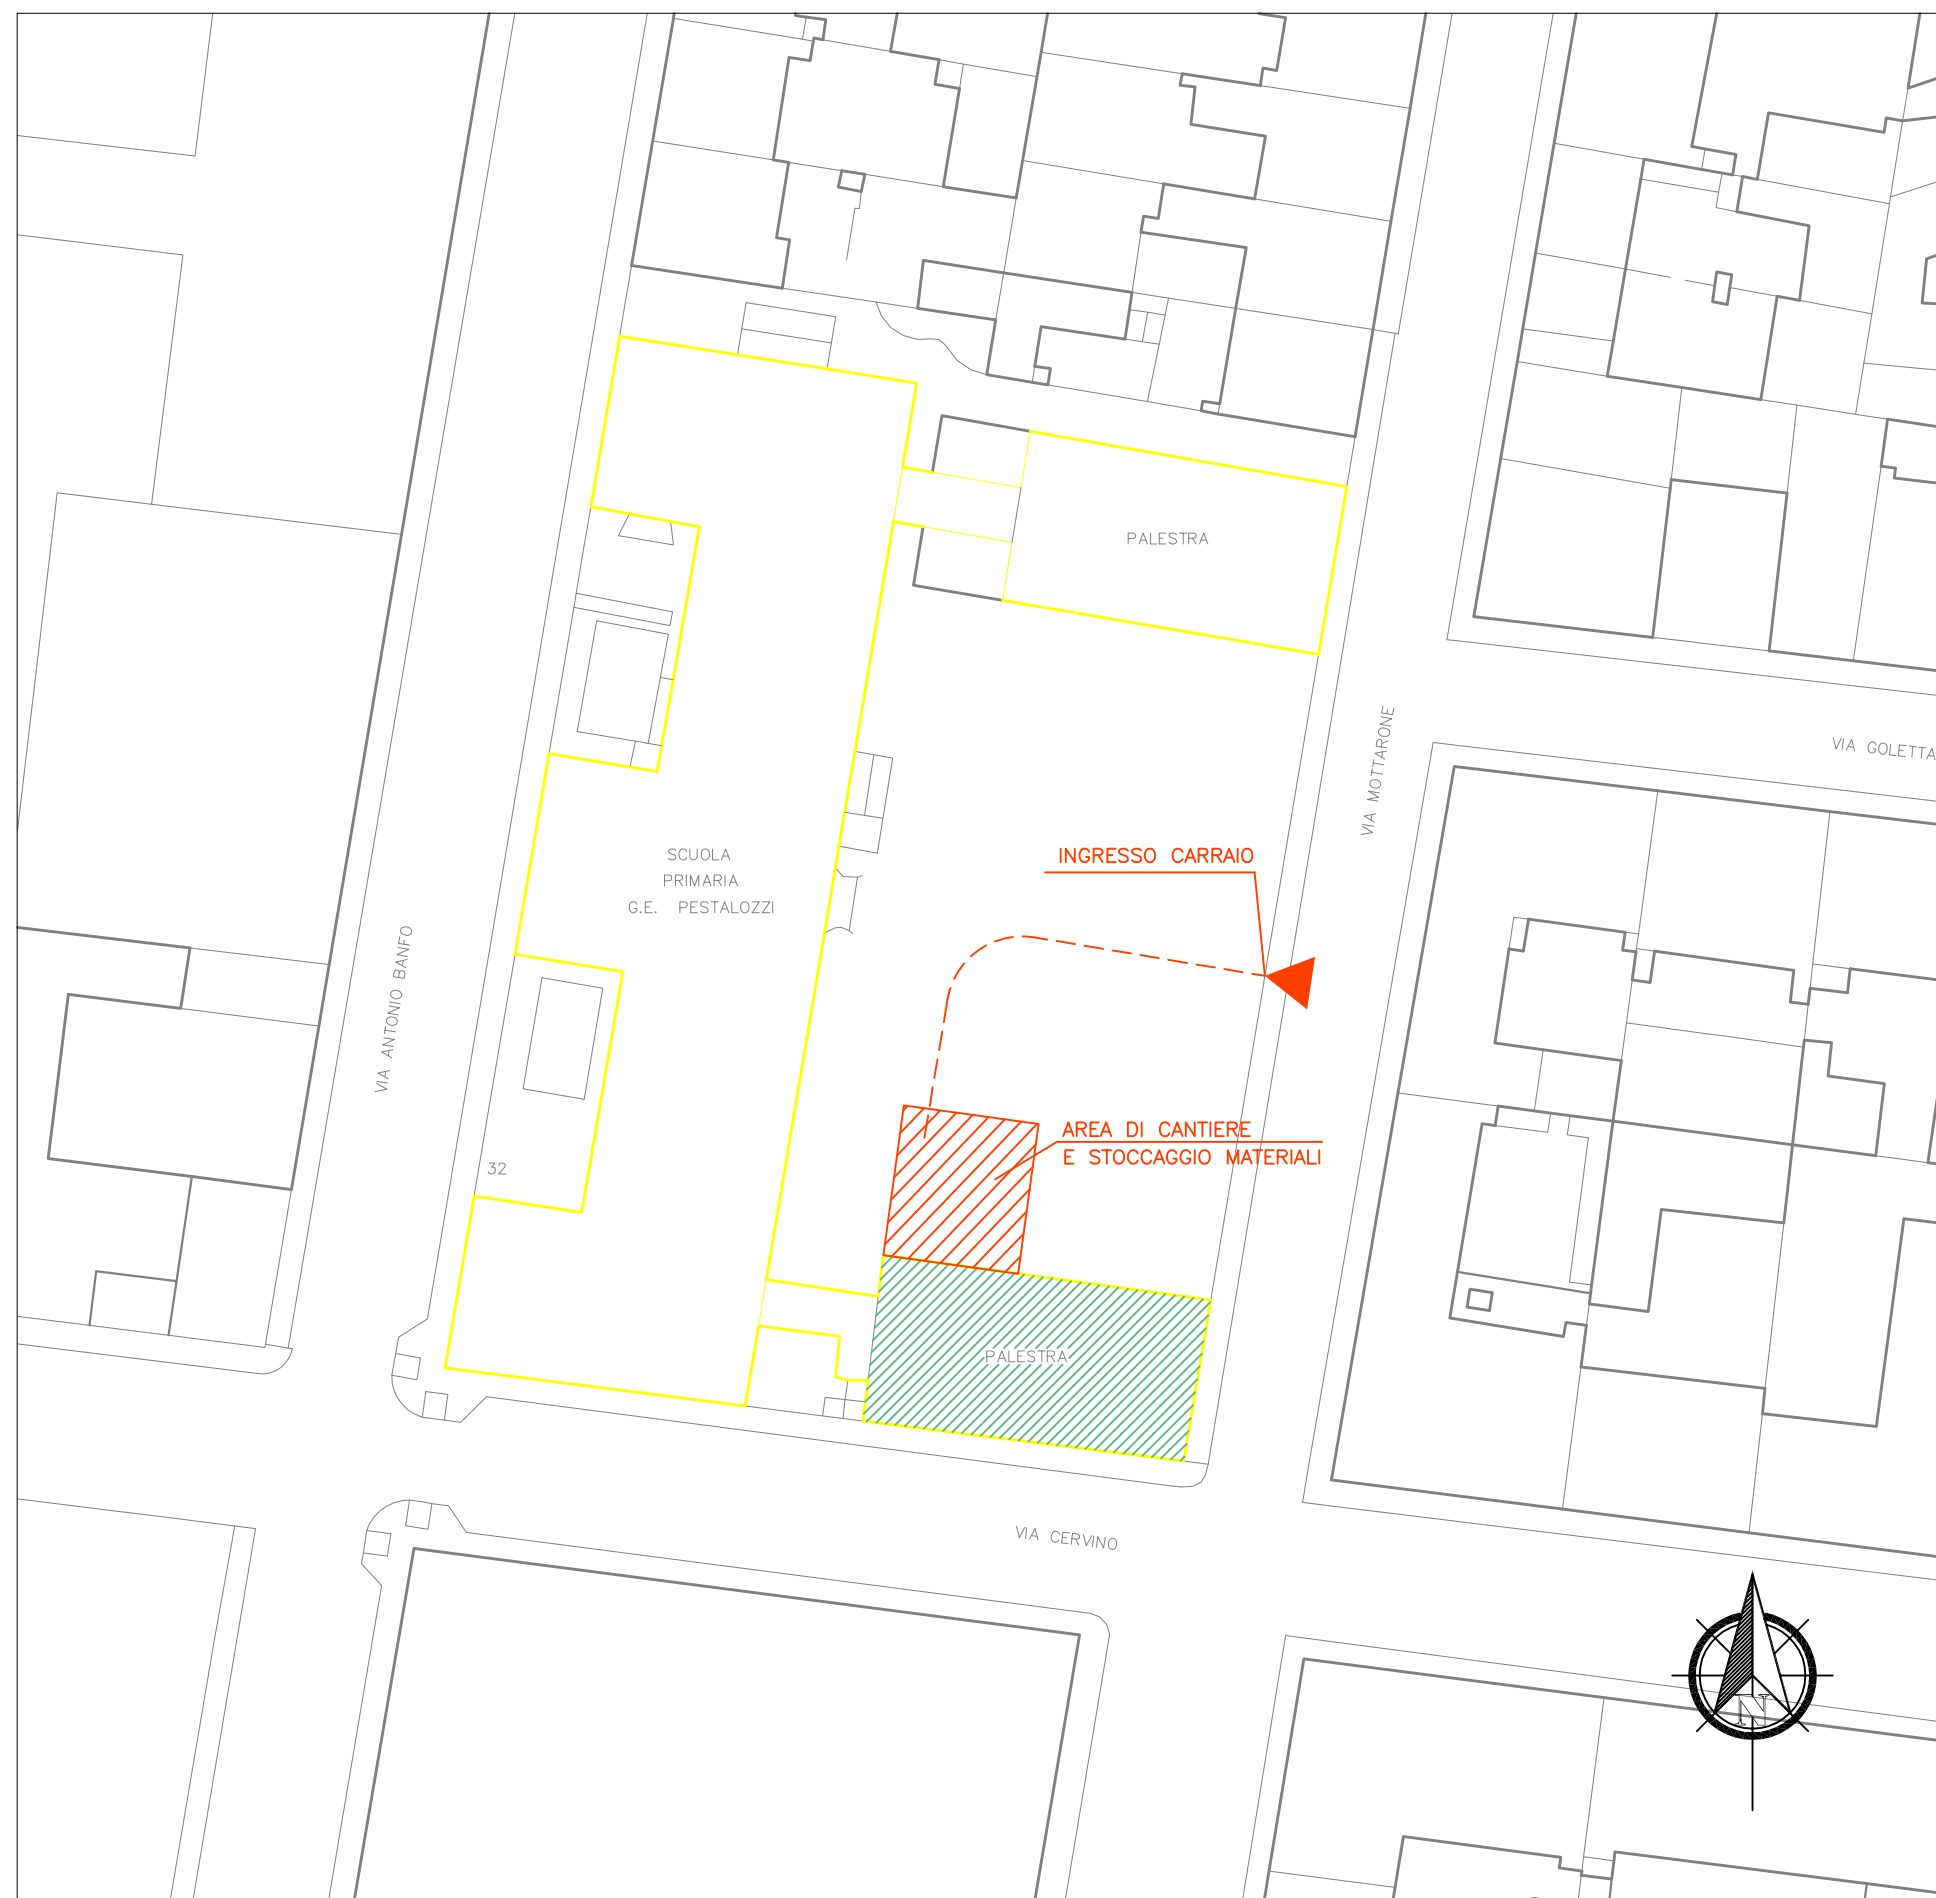 PALESTRA
VIA MOTTARONE
VIA GOLETTA
SCUOLA
PRIMARIA
G.E. PESTALOZZI
INGRESSO CARRAIO
VIA ANTONIO BANFO
AREA DI CANTIERE
E STOCCAGGIO MATERIALI
32
PALESTRA
VIA CERVINO
N